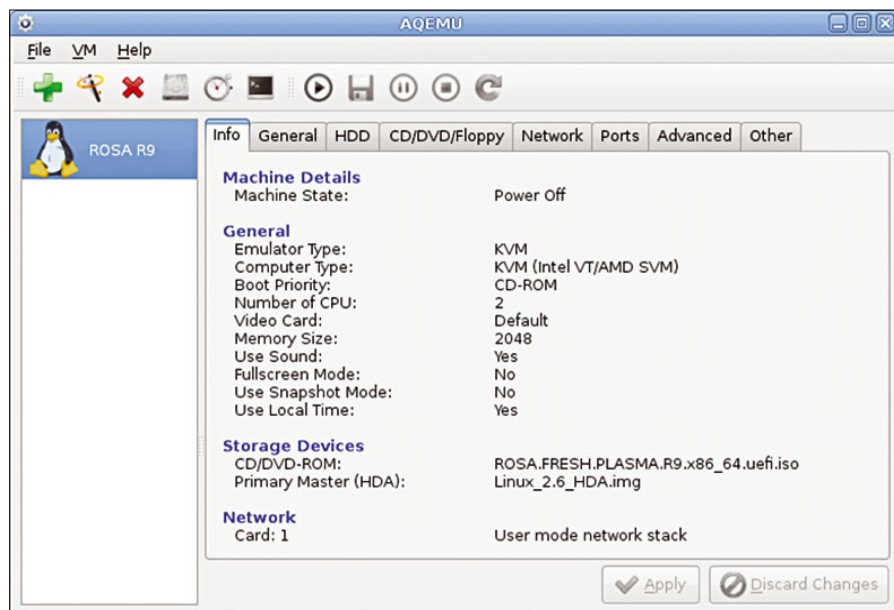 AQEMU
File VM Help
ROSA R9
Info General HDD CD/DVD/Floppy Network Ports Advanced Other
Machine Details
Machine State: Power Off
General
Emulator Type: KVM
Computer Type: KVM (Intel VT/AMD SVM)
Boot Priority: CD-ROM
Number of CPU: 2
Video Card: Default
Memory Size: 2048
Use Sound: Yes
Fullscreen Mode: No
Use Snapshot Mode: No
Use Local Time: Yes
Storage Devices
CD/DVD-ROM: ROSA.FRESH.PLASMA.R9.x86_64.uefi.iso
Primary Master (HDA): Linux_2.6_HDA.img
Network
Card: 1 User mode network stack
Apply Discard Changes